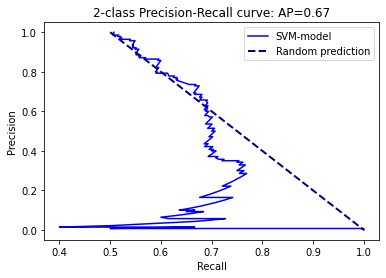 2-class Precision-Recall curve: AP=0.67
SVM-model
Random prediction
1.0
0.8
0.6
0.4
0.2
0.0
Precision
0.4 0.5 0.6 0.7 0.8 0.9 1.0
Recall